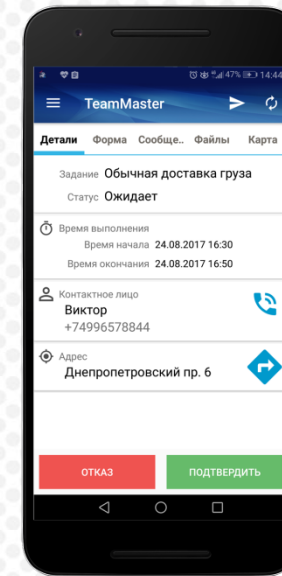 47% 14:44
TeamMaster
Детали Форма Сообще.. Файлы Карта
Задание Обычная доставка груза
Статус Ожидает
Время выполнения
Время начала 24.08.2017 16:30
Время окончания 24.08.2017 16:50
Контактное лицо
Виктор
+74996578844
Адрес
Днепропетровский пр. 6
ОТКАЗ ПОДТВЕРДИТЬ